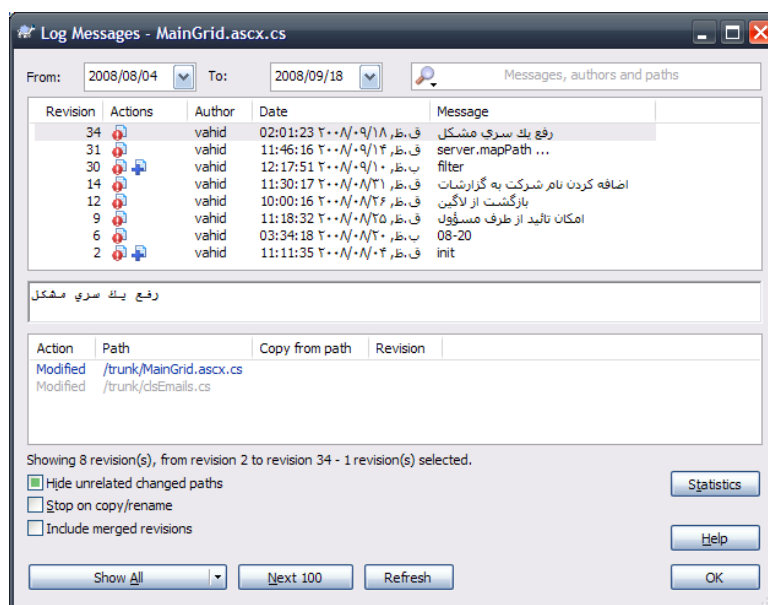 Log Messages - MainGrid.ascx.cs
From: 2008/08/04 To: 2008/09/18 Messages, authors and paths
Revision Actions Author Date Message
34 vahid 02:01:23 ۲۰۰۸/۰۹/۱۸ ,ق.ظ رفع يك سري مشكل
31 vahid 11:46:16 ۲۰۰۸/۰۹/۱۴ ,ق.ظ server.mapPath ...
30 vahid 12:17:51 ۲۰۰۸/۰۹/۱۰ ,ب.ظ filter
14 vahid 11:30:17 ۲۰۰۸/۰۸/۳۱ ,ق.ظ اضافه كردن نام شركت به گزارشات
12 vahid 10:00:16 ۲۰۰۸/۰۸/۲۶ ,ق.ظ بازگشت از لاگين
9 vahid 11:18:32 ۲۰۰۸/۰۸/۲۵ ,ق.ظ امكان تائيد از طرف مسؤول
6 vahid 03:34:18 ۲۰۰۸/۰۸/۲۰ ,ب.ظ 08-20
2 vahid 11:11:35 ۲۰۰۸/۰۸/۰۴ ,ق.ظ init
رفع يك سري مشكل
Action Path Copy from path Revision
Modified /trunk/MainGrid.ascx.cs
Modified /trunk/clsEmails.cs
Showing 8 revision(s), from revision 2 to revision 34 - 1 revision(s) selected.
Hide unrelated changed paths
Statistics
Stop on copy/rename
Include merged revisions
Help
Show All Next 100 Refresh OK